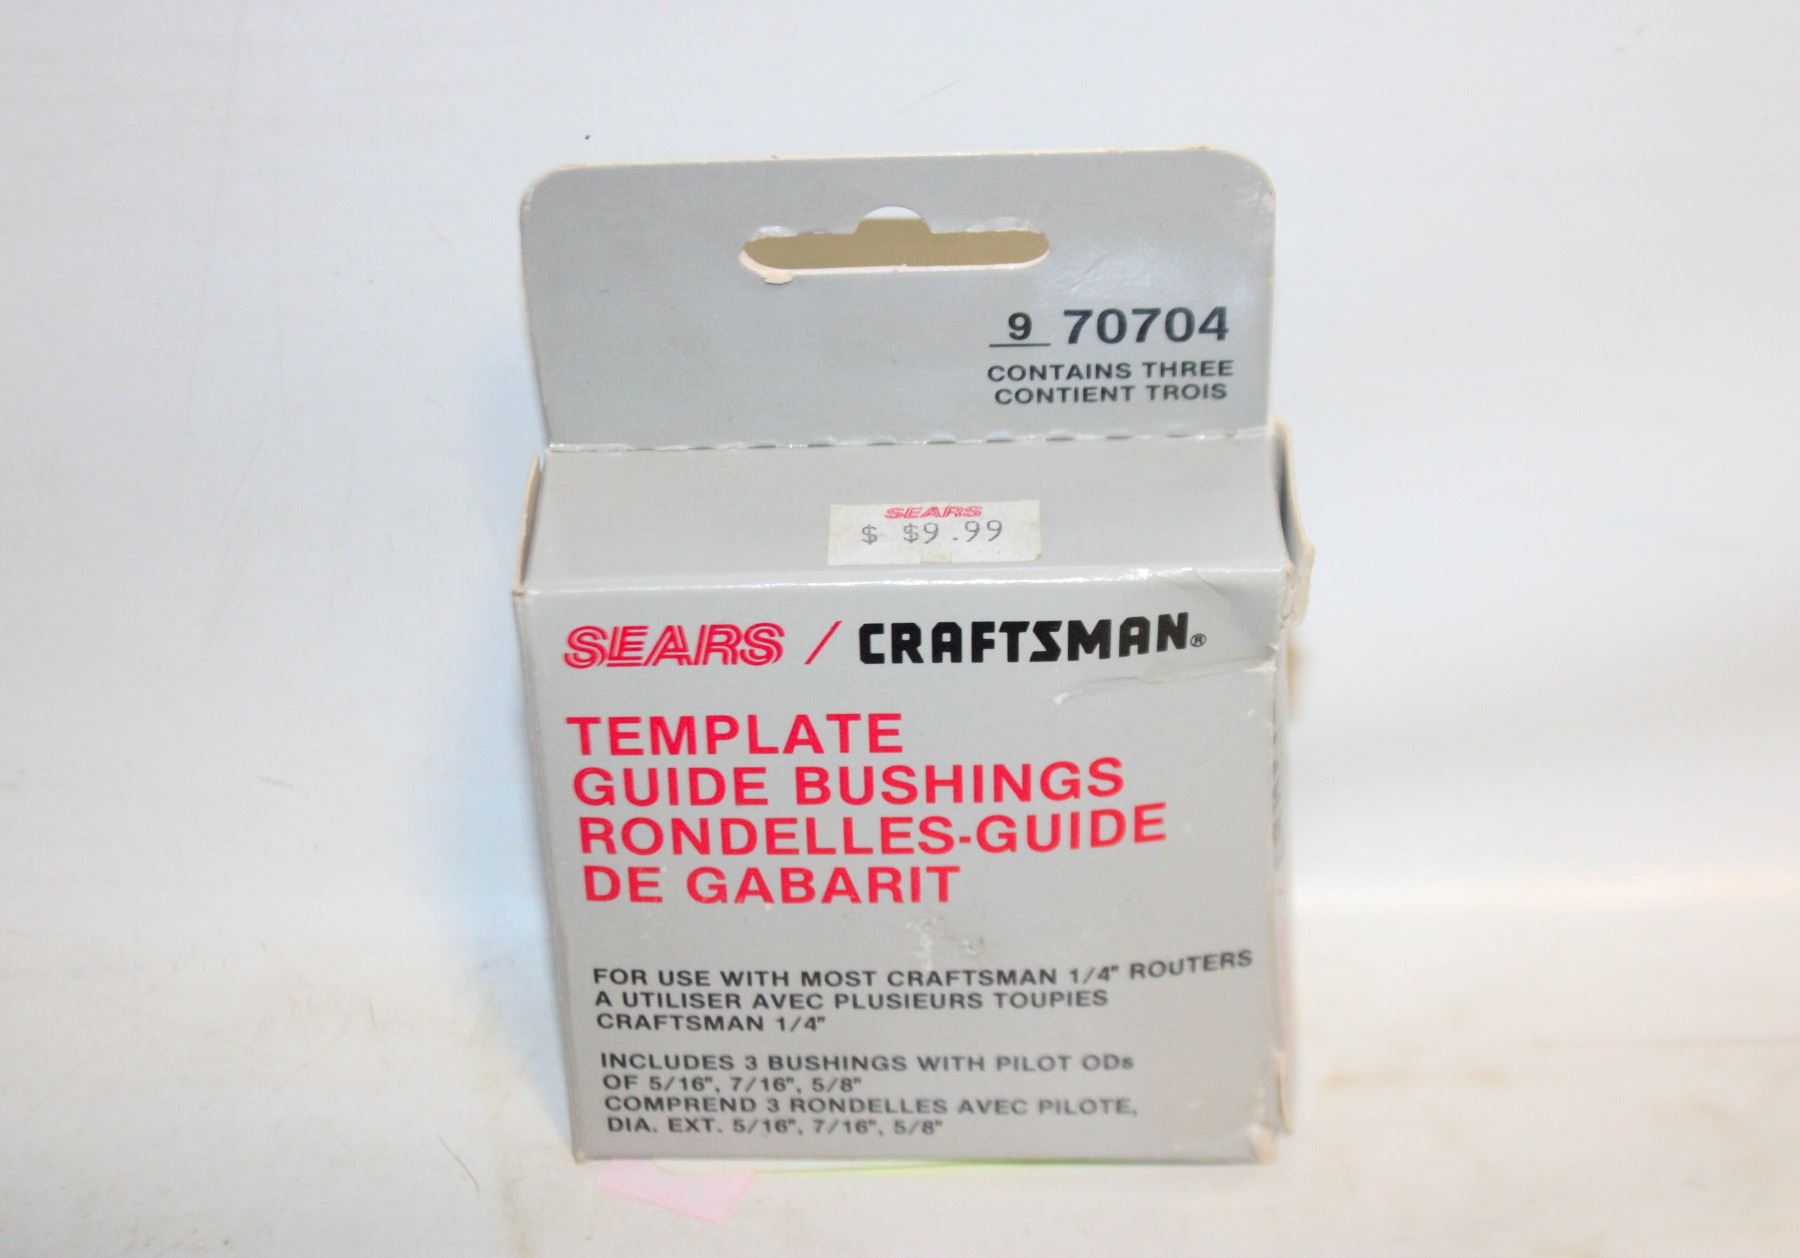 9 70704
CONTAINS THREE
CONTIENT TROIS
SEARS
$ $9.99
SEARS / CRAFTSMAN®
TEMPLATE
GUIDE BUSHINGS
RONDELLES-GUIDE
DE GABARIT
FOR USE WITH MOST CRAFTSMAN 1/4" ROUTERS
A UTILISER AVEC PLUSIEURS TOUPIES
CRAFTSMAN 1/4"
INCLUDES 3 BUSHINGS WITH PILOT ODs
OF 5/16", 7/16", 5/8"
COMPREND 3 RONDELLES AVEC PILOTE,
DIA. EXT. 5/16", 7/16", 5/8"